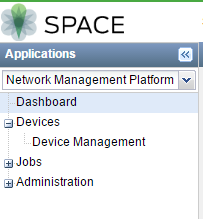 SPACE
Applications
Network Management Platform
Dashboard
Devices
Device Management
Jobs
Administration